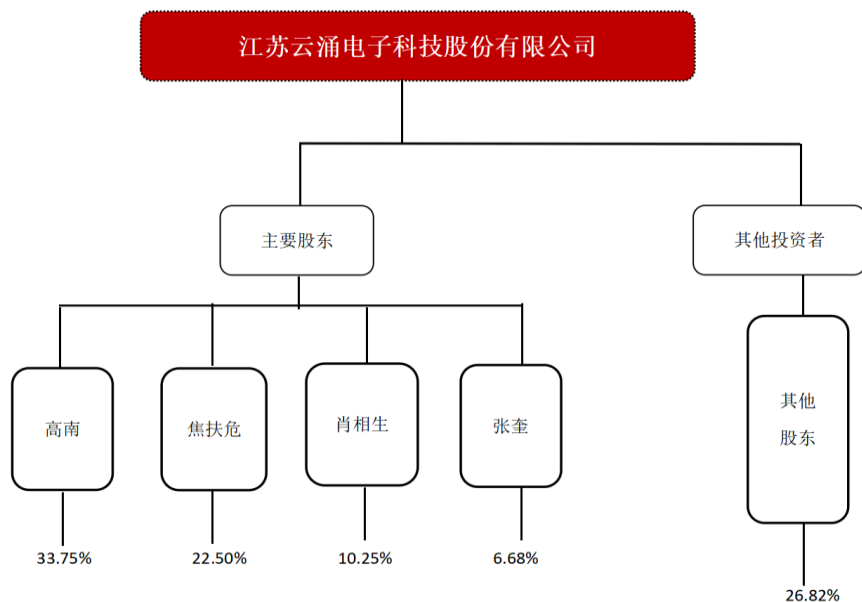 江苏云涌电子科技股份有限公司
主要股东
其他投资者
高南
焦扶危
肖相生
张奎
其他
股东
33.75%
22.50%
10.25%
6.68%
26.82%